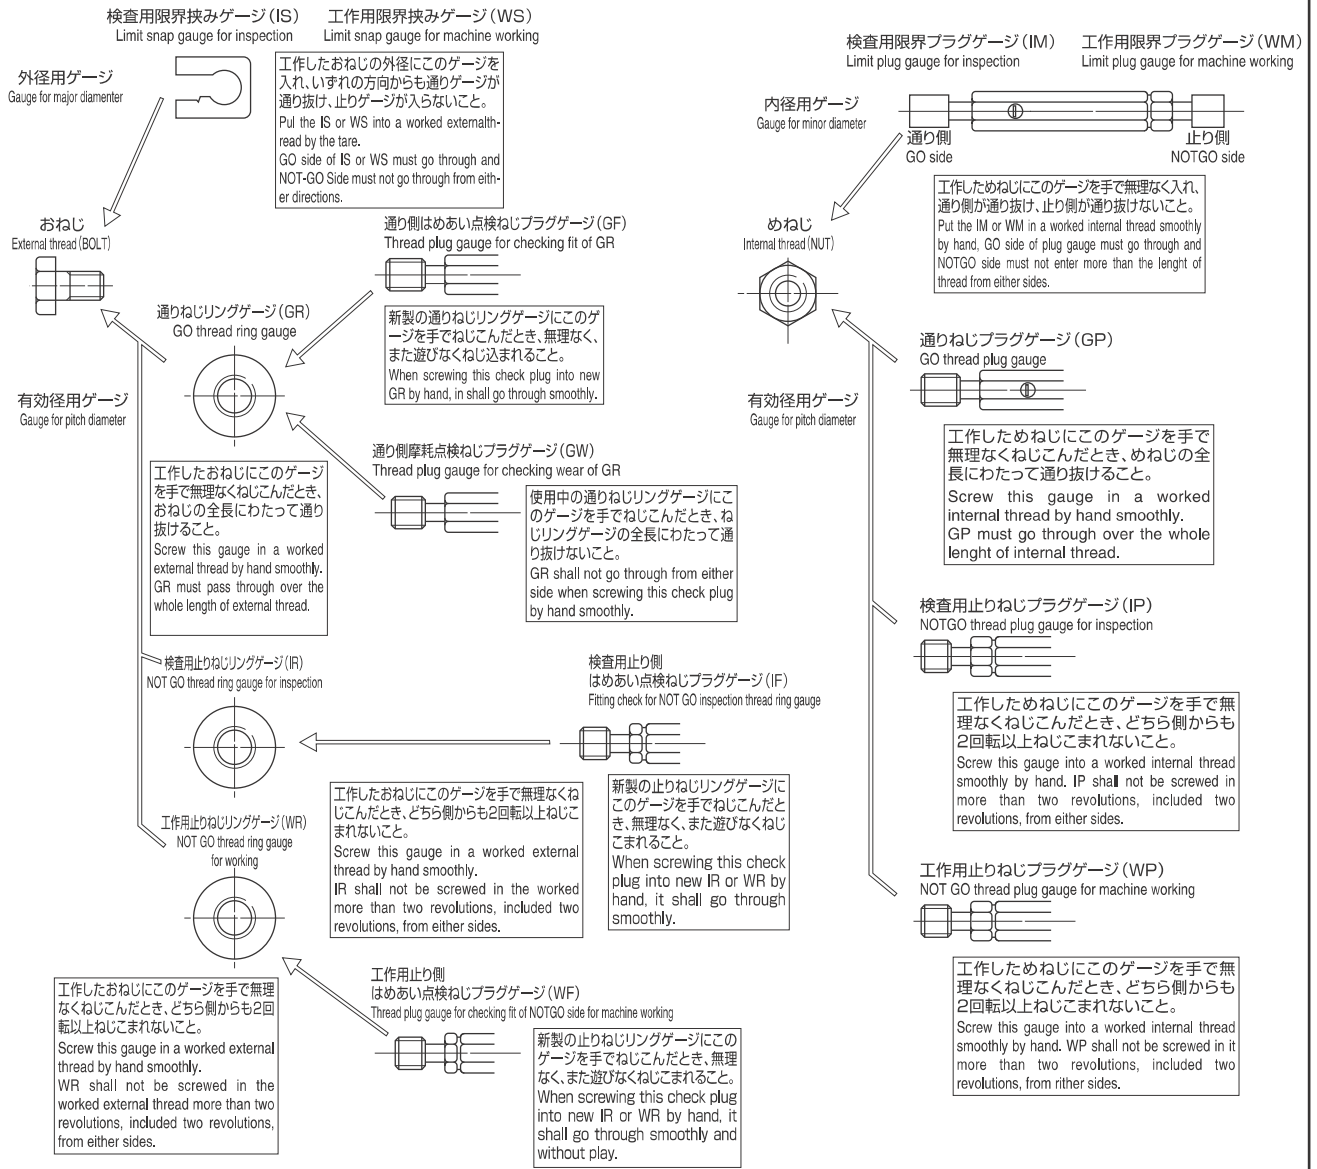 検査用限界挟みゲージ(IS)
Limit snap gauge for inspection
工作用限界挟みゲージ(WS)
Limit snap gauge for machine working
外径用ゲージ
Gauge for major diamenter
工作したおねじの外径にこのゲージを
入れ、いずれの方向からも通りゲージが
通り抜け、止りゲージが入らないこと。
Pul the IS or WS into a worked externalth-
read by the tare.
GO side of IS or WS must go through and
NOT-GO Side must not go through from eith-
er directions.
おねじ
External thread(BOLT)
通り側はめあい点検ねじプラグゲージ(GF)
Thread plug gauge for checking fit of GR
新製の通りねじリングゲージにこのゲ
ージを手でねじこんだとき、無理なく、
また遊びなくねじ込まれること。
When screwing this check plug into new
GR by hand, in shall go through smoothly.
通りねじリングゲージ(GR)
GO thread ring gauge
有効径用ゲージ
Gauge for pitch diameter
通り側摩耗点検ねじプラグゲージ(GW)
Thread plug gauge for checking wear of GR
工作したおねじにこのゲージ
を手で無理なくねじこんだとき、
おねじの全長にわたって通り
抜けること。
Screw this gauge in a worked
external thread by hand smoothly.
GR must pass through over the
whole length of external thread.
使用中の通りねじリングゲージにこ
のゲージを手でねじこんだとき、ね
じリングゲージの全長にわたって通
り抜けないこと。
GR shall not go through from either
side when screwing this check plug
by hand smoothly.
検査用止りねじリングゲージ(IR)
NOT GO thread ring gauge for inspection
検査用止り側
はめあい点検ねじプラグゲージ(IF)
Fitting check for NOT GO inspection thread ring gauge
工作したおねじにこのゲージを手で無理なくね
じこんだとき、どちら側からも2回転以上ねじこ
まれないこと。
Screw this gauge in a worked external
thread by hand smoothly.
IR shall not be screwed in the worked
more than two revolutions, included two
revolutions, from either sides.
新製の止りねじリングゲージに
このゲージを手でねじこんだと
き、無理なく、また遊びなくねじ
こまれること。
When screwing this check
plug into new IR or WR by
hand, it shall go through
smoothly.
工作用止りねじリングゲージ(WR)
NOT GO thread ring gauge
for working
工作したおねじにこのゲージを手で無理
なくねじこんだとき、どちら側からも2回
転以上ねじこまれないこと。
Screw this gauge in a worked external
thread by hand smoothly.
WR shall not be screwed in the
worked external thread more than two
revolutions, included two revolutions,
from either sides.
工作用止り側
はめあい点検ねじプラグゲージ(WF)
Thread plug gauge for checking fit of NOTGO side for machine working
新製の止りねじリングゲージにこの
ゲージを手でねじこんだとき、無理
なく、また遊びなくねじこまれること。
When screwing this check plug
into new IR or WR by hand, it
shall go through smoothly and
without play.
検査用限界プラグゲージ(IM)
Limit plug gauge for inspection
工作用限界プラグゲージ(WM)
Limit plug gauge for machine working
内径用ゲージ
Gauge for minor diameter
通り側
GO side
止り側
NOTGO side
工作しためねじにこのゲージを手で無理なく入れ、
通り側が通り抜け、止り側が通り抜けないこと。
Put the IM or WM in a worked internal thread smoothly
by hand, GO side of plug gauge must go through and
NOTGO side must not enter more than the lenght of
thread from either sides.
めねじ
Internal thread(NUT)
通りねじプラグゲージ(GP)
GO thread plug gauge
有効径用ゲージ
Gauge for pitch diameter
工作しためねじにこのゲージを手で
無理なくねじこんだとき、めねじの全
長にわたって通り抜けること。
Screw this gauge in a worked
internal thread by hand smoothly.
GP must go through over the whole
lenght of internal thread.
検査用止りねじプラグゲージ(IP)
NOTGO thread plug gauge for inspection
工作しためねじにこのゲージを手で無
理なくねじこんだとき、どちら側からも
2回転以上ねじこまれないこと。
Screw this gauge into a worked internal thread
smoothly by hand. IP shall not be screwed in
more than two revolutions, included two
revolutions, from either sides.
工作用止りねじプラグゲージ(WP)
NOT GO thread plug gauge for machine working
工作しためねじにこのゲージを手で無
理なくねじこんだとき、どちら側からも
2回転以上ねじこまれないこと。
Screw this gauge into a worked internal thread
smoothly by hand. WP shall not be screwed in it
more than two revolutions, included two
revolutions, from rither sides.